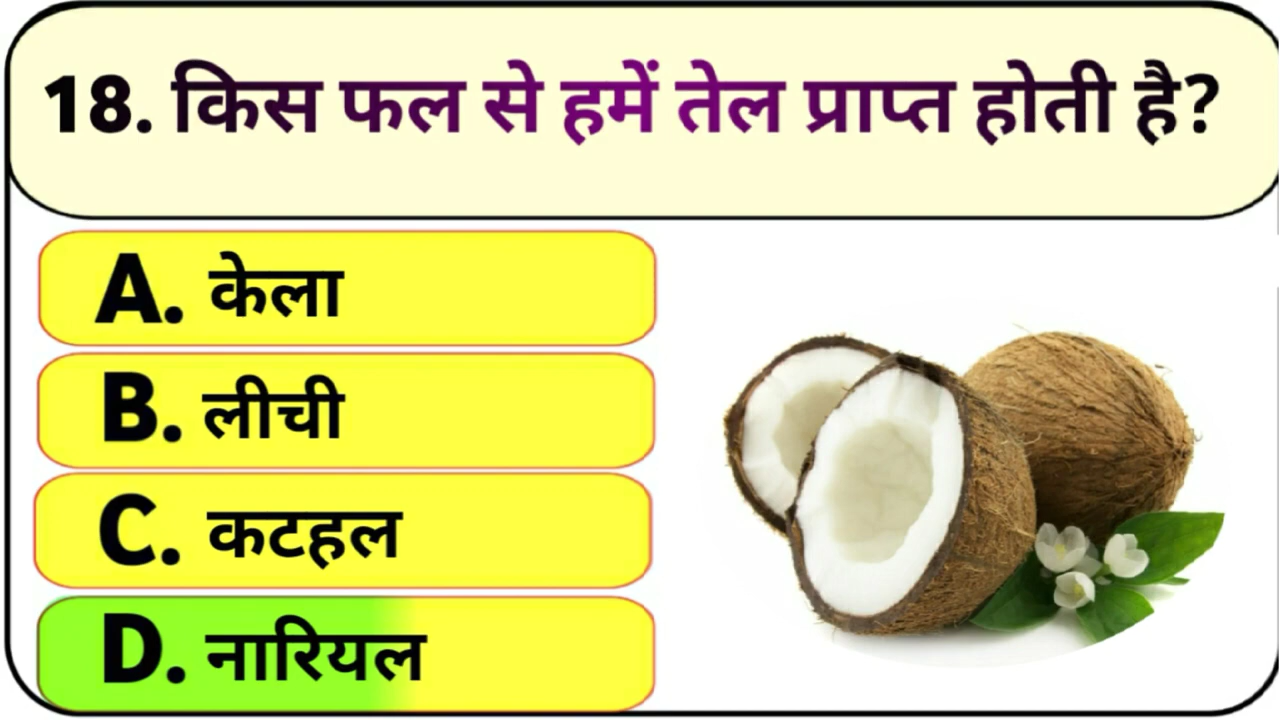 18. किस फल से हमें तेल प्राप्त होती है?
A. केला
B. लीची
C. कटहल
D. नारियल